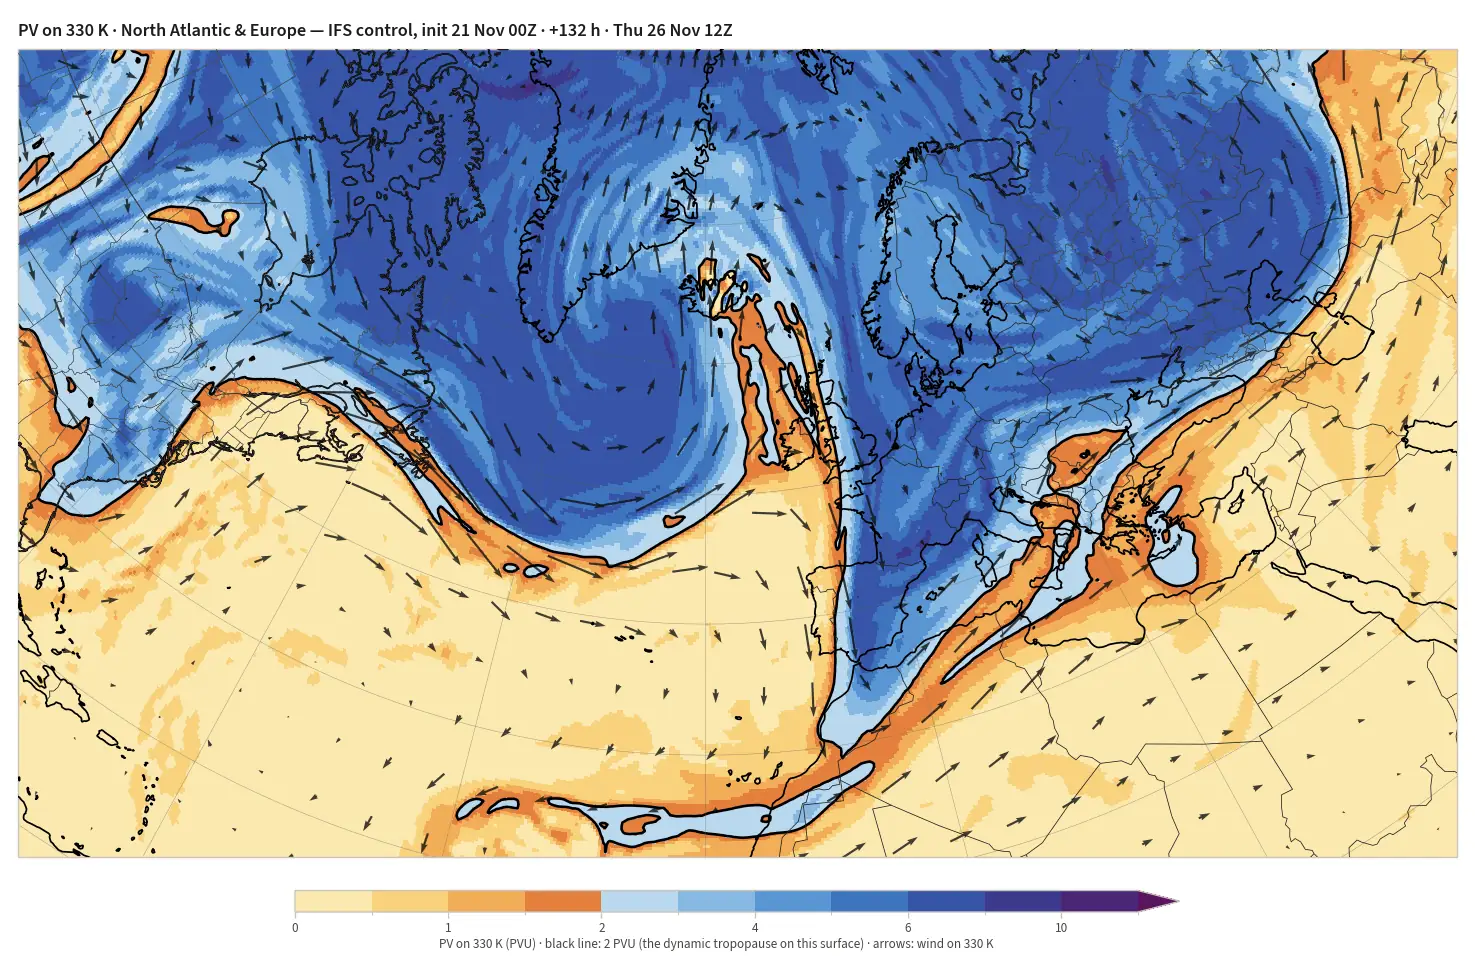 PV on 330 K · North Atlantic & Europe — IFS control, init 21 Nov 00Z · +132 h · Thu 26 Nov 12Z
0 1 2 4 6 10
PV on 330 K (PVU) · black line: 2 PVU (the dynamic tropopause on this surface) · arrows: wind on 330 K